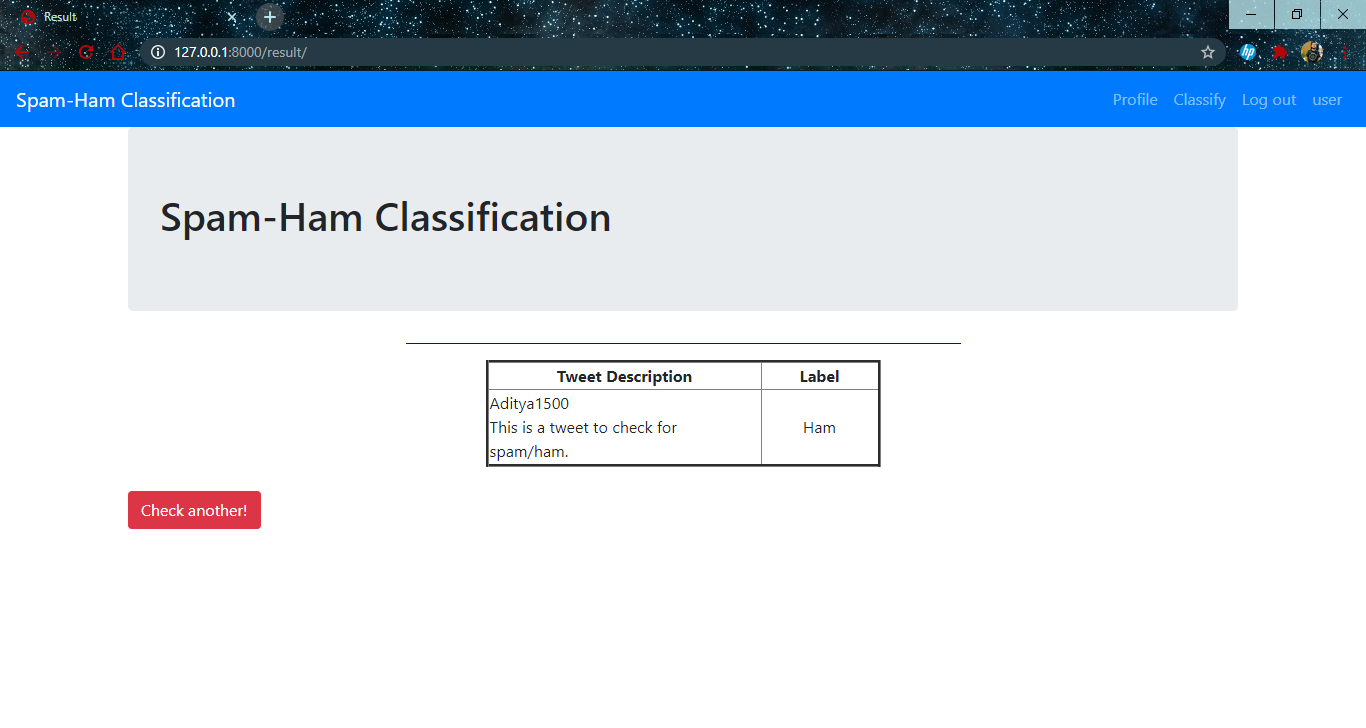 Result
127.0.0.1:8000/result/
hp
Spam-Ham Classification
Profile Classify Log out user
Spam-Ham Classification
Tweet Description Label
Aditya1500
This is a tweet to check for
spam/ham.
Ham
Check another!